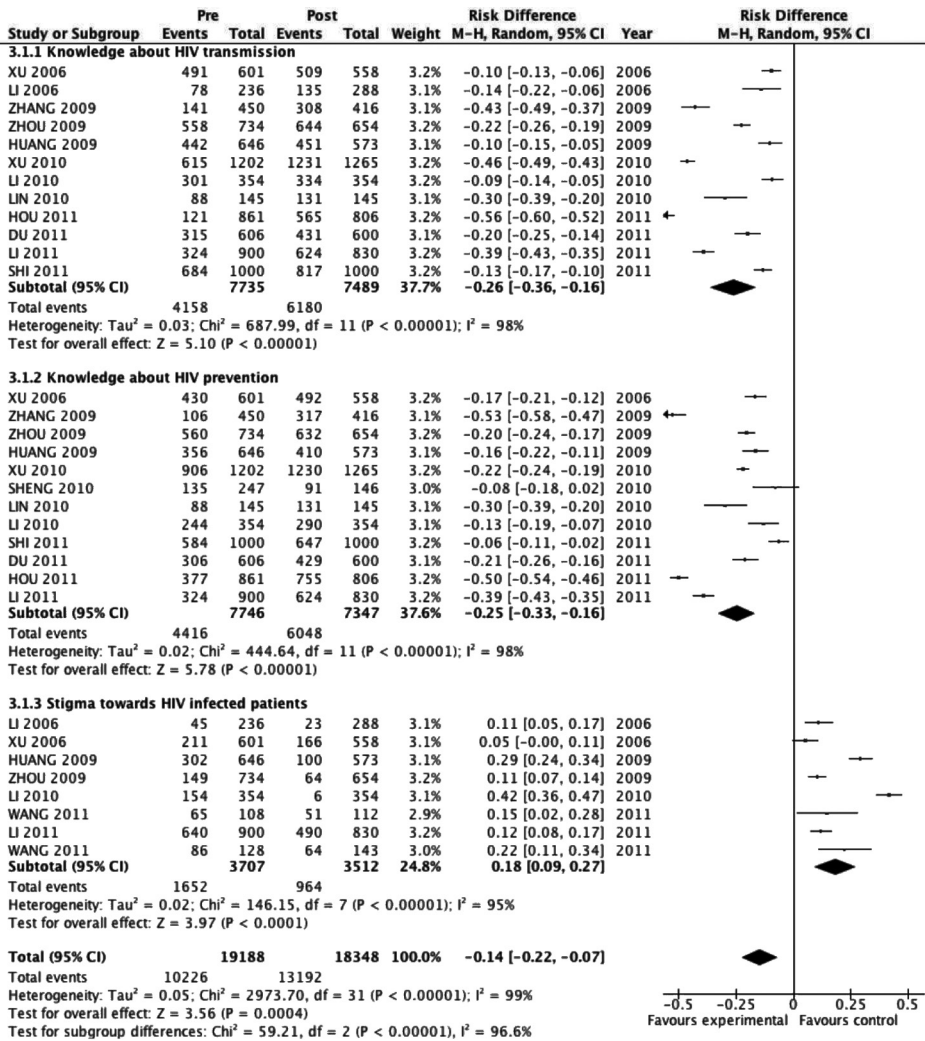 Pre Post Risk Difference Risk Difference
Study or Subgroup Events Total Events Total Weight M-H, Random, 95% CI Year M-H, Random, 95% CI
3.1.1 Knowledge about HIV transmission
XU 2006 491 601 509 558 3.2% -0.10 [-0.13, -0.06] 2006
LI 2006 78 236 135 288 3.1% -0.14 [-0.22, -0.06] 2006
ZHANG 2009 141 450 308 416 3.1% -0.43 [-0.49, -0.37] 2009
ZHOU 2009 558 734 644 654 3.2% -0.22 [-0.26, -0.19] 2009
HUANG 2009 442 646 451 573 3.2% -0.10 [-0.15, -0.05] 2009
XU 2010 615 1202 1231 1265 3.2% -0.46 [-0.49, -0.43] 2010
LI 2010 301 354 334 354 3.2% -0.09 [-0.14, -0.05] 2010
LIN 2010 88 145 131 145 3.1% -0.30 [-0.39, -0.20] 2010
HOU 2011 121 861 565 806 3.2% -0.56 [-0.60, -0.52] 2011
DU 2011 315 606 431 600 3.2% -0.20 [-0.25, -0.14] 2011
LI 2011 324 900 624 830 3.2% -0.39 [-0.43, -0.35] 2011
SHI 2011 684 1000 817 1000 3.2% -0.13 [-0.17, -0.10] 2011
Subtotal (95% CI) 7735 7489 37.7% -0.26 [-0.36, -0.16]
Total events 4158 6180
Heterogeneity: Tau² = 0.03; Chi² = 687.99, df = 11 (P < 0.00001); I² = 98%
Test for overall effect: Z = 5.10 (P < 0.00001)
3.1.2 Knowledge about HIV prevention
XU 2006 430 601 492 558 3.2% -0.17 [-0.21, -0.12] 2006
ZHANG 2009 106 450 317 416 3.1% -0.53 [-0.58, -0.47] 2009
ZHOU 2009 560 734 632 654 3.2% -0.20 [-0.24, -0.17] 2009
HUANG 2009 356 646 410 573 3.1% -0.16 [-0.22, -0.11] 2009
XU 2010 906 1202 1230 1265 3.2% -0.22 [-0.24, -0.19] 2010
SHENG 2010 135 247 91 146 3.0% -0.08 [-0.18, 0.02] 2010
LIN 2010 88 145 131 145 3.1% -0.30 [-0.39, -0.20] 2010
LI 2010 244 354 290 354 3.1% -0.13 [-0.19, -0.07] 2010
SHI 2011 584 1000 647 1000 3.2% -0.06 [-0.11, -0.02] 2011
DU 2011 306 606 429 600 3.1% -0.21 [-0.26, -0.16] 2011
HOU 2011 377 861 755 806 3.2% -0.50 [-0.54, -0.46] 2011
LI 2011 324 900 624 830 3.2% -0.39 [-0.43, -0.35] 2011
Subtotal (95% CI) 7746 7347 37.6% -0.25 [-0.33, -0.16]
Total events 4416 6048
Heterogeneity: Tau² = 0.02; Chi² = 444.64, df = 11 (P < 0.00001); I² = 98%
Test for overall effect: Z = 5.78 (P < 0.00001)
3.1.3 Stigma towards HIV infected patients
LI 2006 45 236 23 288 3.1% 0.11 [0.05, 0.17] 2006
XU 2006 211 601 166 558 3.1% 0.05 [-0.00, 0.11] 2006
HUANG 2009 302 646 100 573 3.2% 0.29 [0.24, 0.34] 2009
ZHOU 2009 149 734 64 654 3.2% 0.11 [0.07, 0.14] 2009
LI 2010 154 354 6 354 3.1% 0.42 [0.36, 0.47] 2010
WANG 2011 65 108 51 112 2.9% 0.15 [0.02, 0.28] 2011
LI 2011 640 900 490 830 3.2% 0.12 [0.08, 0.17] 2011
WANG 2011 86 128 64 143 3.0% 0.22 [0.11, 0.34] 2011
Subtotal (95% CI) 3707 3512 24.8% 0.18 [0.09, 0.27]
Total events 1652 964
Heterogeneity: Tau² = 0.02; Chi² = 146.15, df = 7 (P < 0.00001); I² = 95%
Test for overall effect: Z = 3.97 (P < 0.0001)
Total (95% CI) 19188 18348 100.0% -0.14 [-0.22, -0.07]
Total events 10226 13192
Heterogeneity: Tau² = 0.05; Chi² = 2973.70, df = 31 (P < 0.00001); I² = 99%
Test for overall effect: Z = 3.56 (P = 0.0004)
Test for subgroup differences: Chi² = 59.21, df = 2 (P < 0.00001), I² = 96.6%
-0.5 -0.25 0 0.25 0.5
Favours experimental Favours control